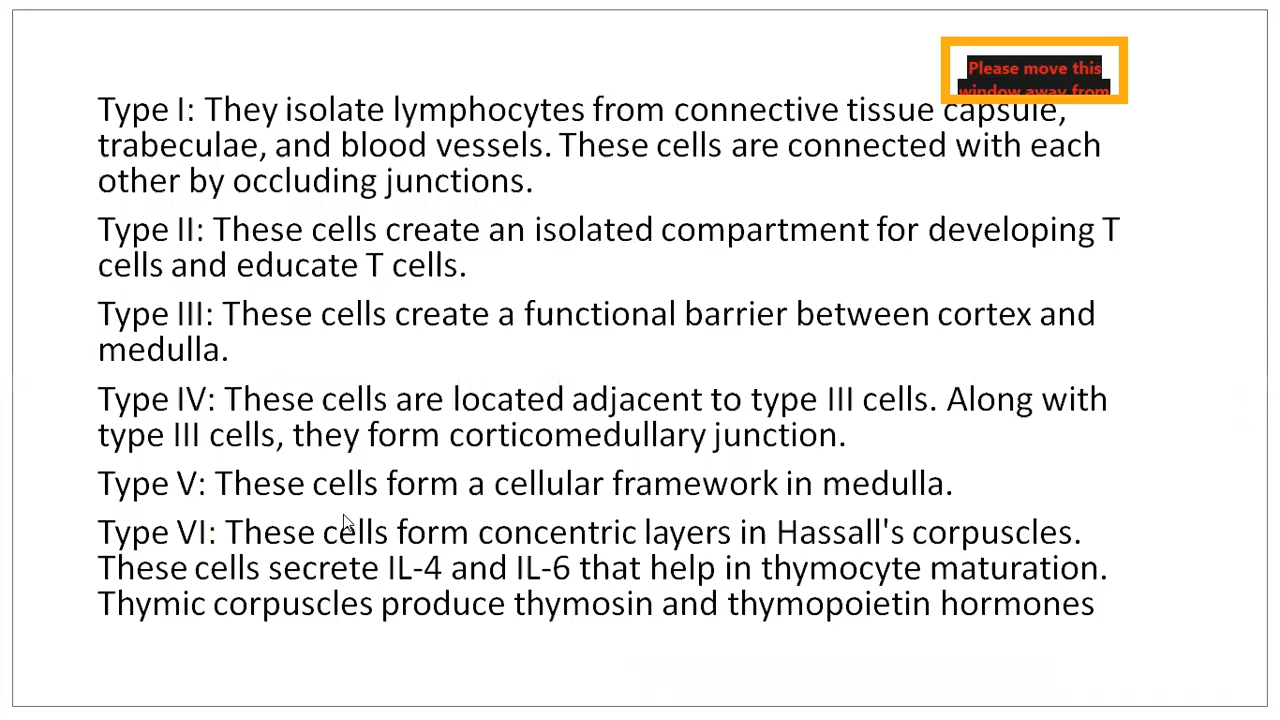 Please move this
window away from
Type I: They isolate lymphocytes from connective tissue capsule,
trabeculae, and blood vessels. These cells are connected with each
other by occluding junctions.
Type II: These cells create an isolated compartment for developing T
cells and educate T cells.
Type III: These cells create a functional barrier between cortex and
medulla.
Type IV: These cells are located adjacent to type III cells. Along with
type III cells, they form corticomedullary junction.
Type V: These cells form a cellular framework in medulla.
Type VI: These cells form concentric layers in Hassall's corpuscles.
These cells secrete IL-4 and IL-6 that help in thymocyte maturation.
Thymic corpuscles produce thymosin and thymopoietin hormones